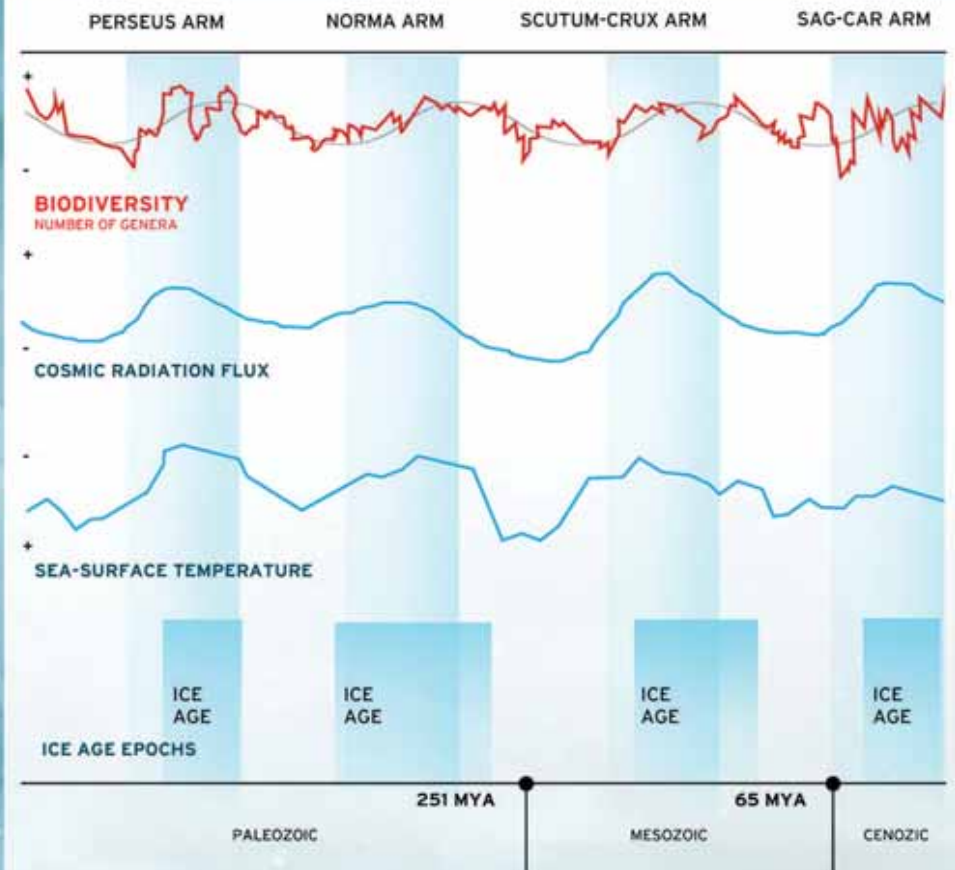 PERSEUS ARM NORMA ARM SCUTUM-CRUX ARM SAG-CAR ARM
+
-
BIODIVERSITY
NUMBER OF GENERA
+
-
COSMIC RADIATION FLUX
-
+
SEA-SURFACE TEMPERATURE
ICE ICE ICE ICE
AGE AGE AGE AGE
ICE AGE EPOCHS
251 MYA 65 MYA
PALEOZOIC MESOZOIC CENOZIC